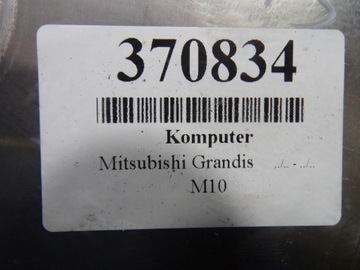 370834
Komputer
Mitsubishi Grandis ../.. - ../..
M10